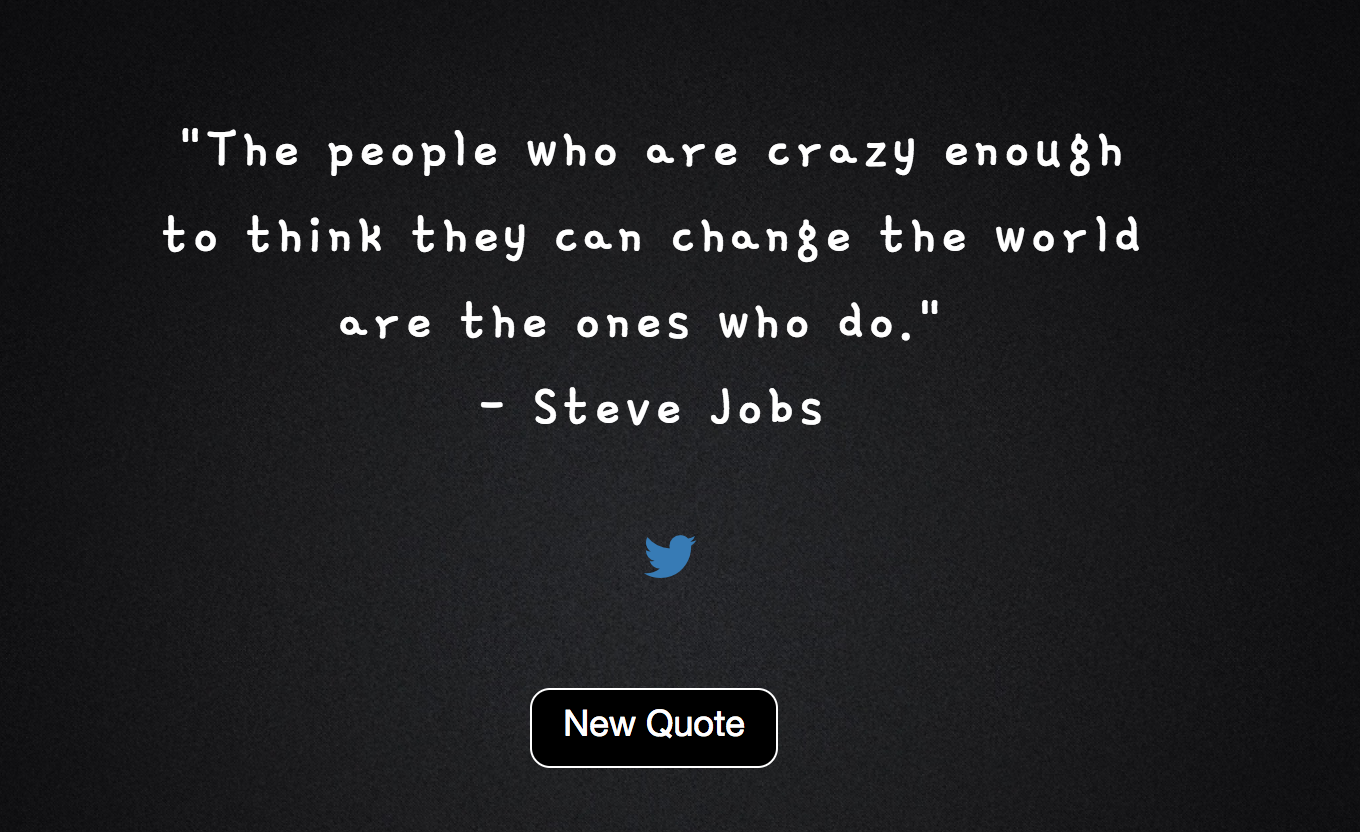 "The people who are crazy enough
to think they can change the world
are the ones who do."
- Steve Jobs
New Quote